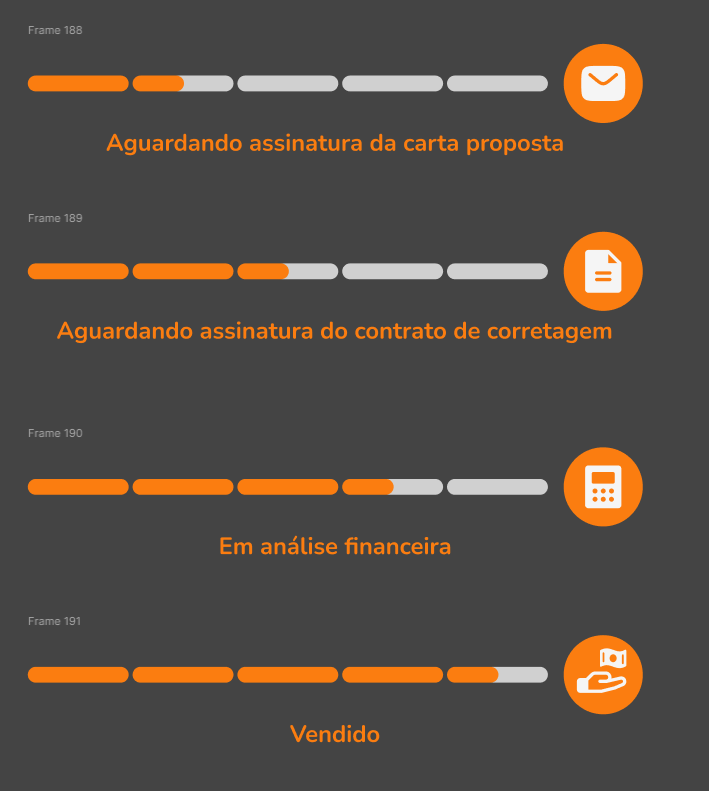 Frame 188
Aguardando assinatura da carta proposta
Frame 189
Aguardando assinatura do contrato de corretagem
Frame 190
Em análise financeira
Frame 191
Vendido